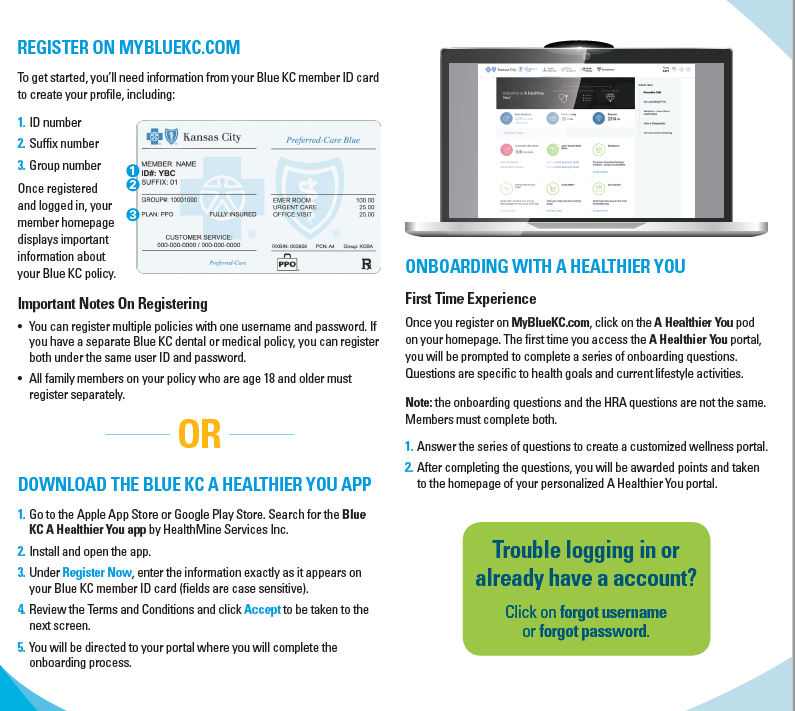 REGISTER ON MYBLUEKC.COM
To get started, you'll need information from your Blue KC member ID card
to create your profile, including:
1. ID number
2. Suffix number
3. Group number
Once registered
and logged in, your
member homepage
displays important
information about
your Blue KC policy.
Kansas City
Preferred-Care Blue
MEMBER NAME
1 ID#: YBC
2 SUFFIX: 01
GROUP#: 10001000
3 PLAN: PPO FULLY INSURED
CUSTOMER SERVICE:
000-000-0000 / 000-000-0000
Preferred-Care
EMER ROOM 100.00
URGENT CARE 25.00
OFFICE VISIT 25.00
RXBIN: 003858 PCN: A4 Group: KCBA
PPO
Rx
Important Notes On Registering
• You can register multiple policies with one username and password. If
you have a separate Blue KC dental or medical policy, you can register
both under the same user ID and password.
• All family members on your policy who are age 18 and older must
register separately.
OR
DOWNLOAD THE BLUE KC A HEALTHIER YOU APP
1. Go to the Apple App Store or Google Play Store. Search for the Blue
KC A Healthier You app by HealthMine Services Inc.
2. Install and open the app.
3. Under Register Now, enter the information exactly as it appears on
your Blue KC member ID card (fields are case sensitive).
4. Review the Terms and Conditions and click Accept to be taken to the
next screen.
5. You will be directed to your portal where you will complete the
onboarding process.
Kansas City
Welcome to A Healthier
You!
ONBOARDING WITH A HEALTHIER YOU
First Time Experience
Once you register on MyBlueKC.com, click on the A Healthier You pod
on your homepage. The first time you access the A Healthier You portal,
you will be prompted to complete a series of onboarding questions.
Questions are specific to health goals and current lifestyle activities.
Note: the onboarding questions and the HRA questions are not the same.
Members must complete both.
1. Answer the series of questions to create a customized wellness portal.
2. After completing the questions, you will be awarded points and taken
to the homepage of your personalized A Healthier You portal.
Trouble logging in or
already have a account?
Click on forgot username
or forgot password.